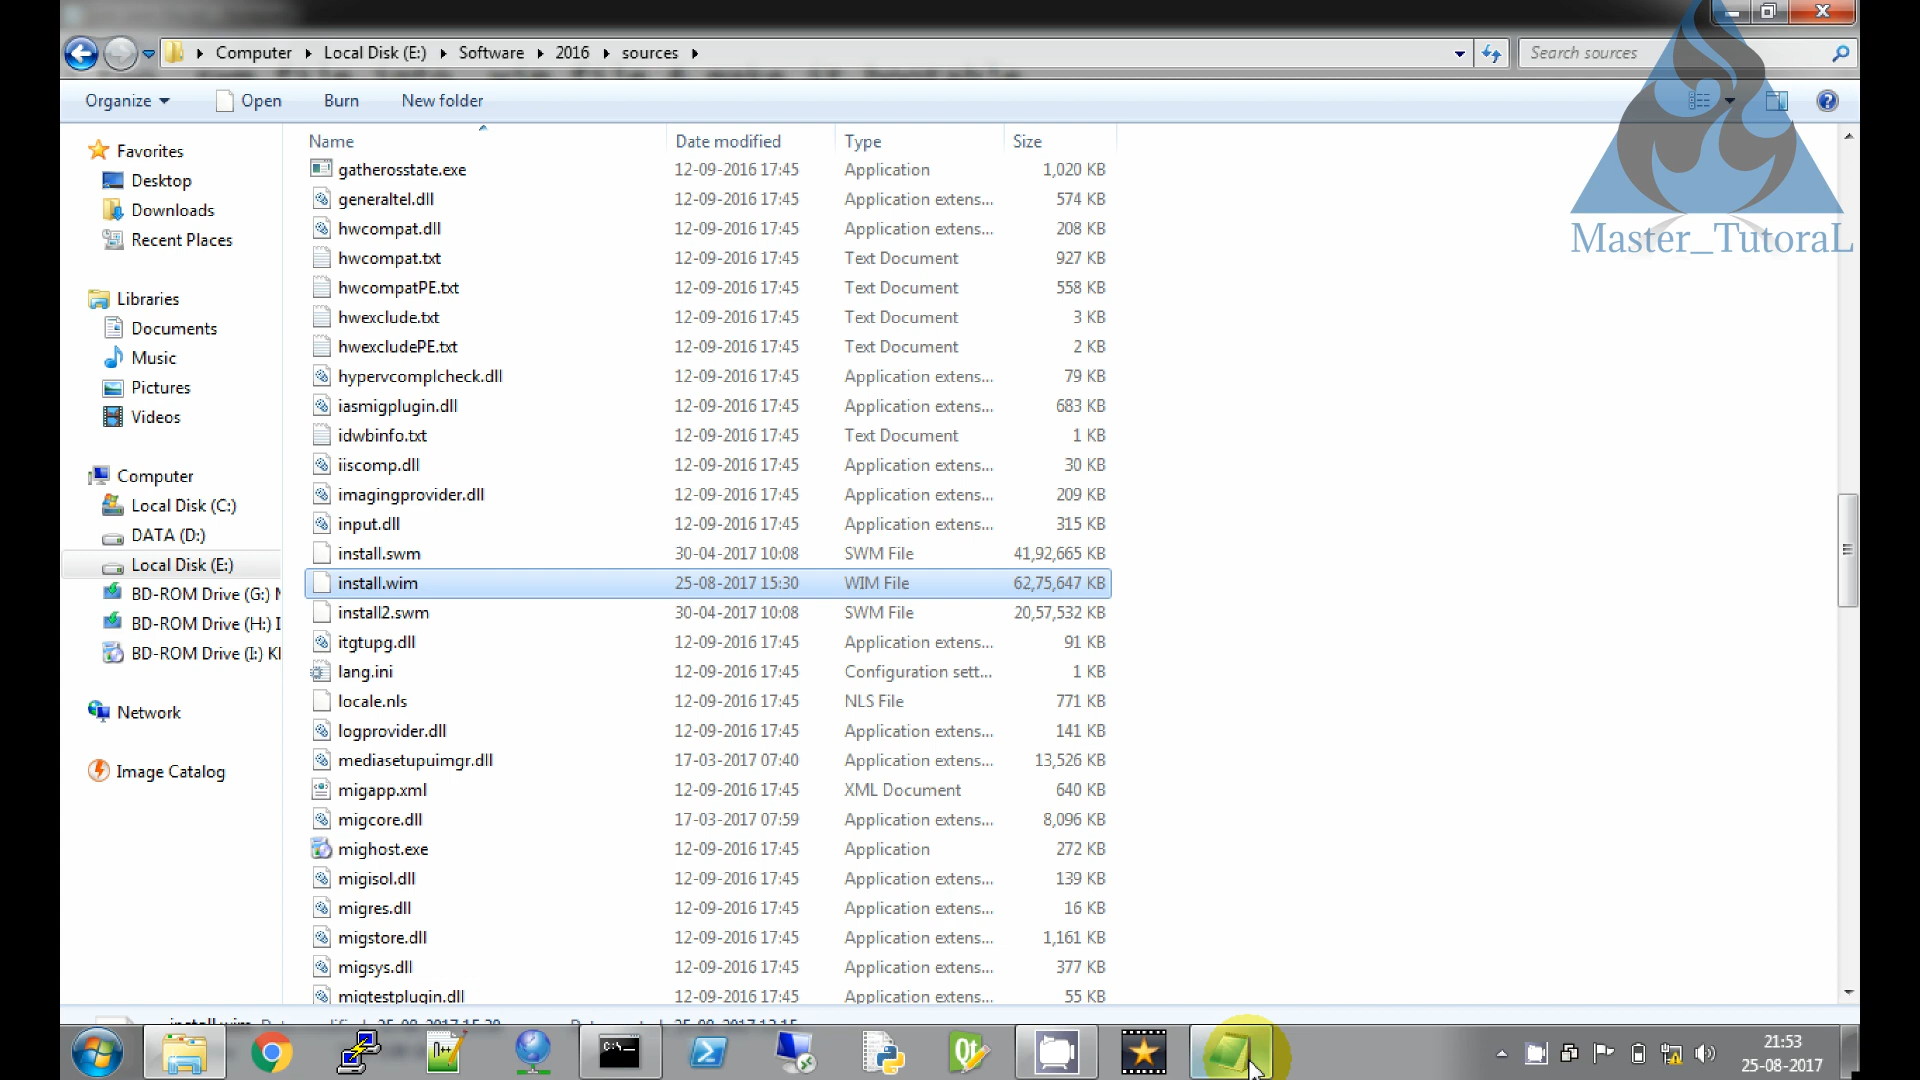 Computer Local Disk (E:) Software 2016 sources
Search sources
Organize Open Burn New folder
Name Date modified Type Size
Favorites
Desktop
Downloads
Recent Places
Libraries
Documents
Music
Pictures
Videos
Computer
Local Disk (C:)
DATA (D:)
Local Disk (E:)
BD-ROM Drive (G:)
BD-ROM Drive (H:) I
BD-ROM Drive (I:) KI
Network
Image Catalog
gatherosstate.exe 12-09-2016 17:45 Application 1,020 KB
generaltel.dll 12-09-2016 17:45 Application extens... 574 KB
hwcompat.dll 12-09-2016 17:45 Application extens... 208 KB
hwcompat.txt 12-09-2016 17:45 Text Document 927 KB
hwcompatPE.txt 12-09-2016 17:45 Text Document 558 KB
hwexclude.txt 12-09-2016 17:45 Text Document 3 KB
hwexcludePE.txt 12-09-2016 17:45 Text Document 2 KB
hypervcomplcheck.dll 12-09-2016 17:45 Application extens... 79 KB
iasmigplugin.dll 12-09-2016 17:45 Application extens... 683 KB
idwbinfo.txt 12-09-2016 17:45 Text Document 1 KB
iiscomp.dll 12-09-2016 17:45 Application extens... 30 KB
imagingprovider.dll 12-09-2016 17:45 Application extens... 209 KB
input.dll 12-09-2016 17:45 Application extens... 315 KB
install.swm 30-04-2017 10:08 SWM File 41,92,665 KB
install.wim 25-08-2017 15:30 WIM File 62,75,647 KB
install2.swm 30-04-2017 10:08 SWM File 20,57,532 KB
itgtupg.dll 12-09-2016 17:45 Application extens... 91 KB
lang.ini 12-09-2016 17:45 Configuration sett... 1 KB
locale.nls 12-09-2016 17:45 NLS File 771 KB
logprovider.dll 12-09-2016 17:45 Application extens... 141 KB
mediasetupuimgr.dll 17-03-2017 07:40 Application extens... 13,526 KB
migapp.xml 12-09-2016 17:45 XML Document 640 KB
migcore.dll 17-03-2017 07:59 Application extens... 8,096 KB
mighost.exe 12-09-2016 17:45 Application 272 KB
migisol.dll 12-09-2016 17:45 Application extens... 139 KB
migres.dll 12-09-2016 17:45 Application extens... 16 KB
migstore.dll 12-09-2016 17:45 Application extens... 1,161 KB
migsys.dll 12-09-2016 17:45 Application extens... 377 KB
migtestplugin.dll 12-09-2016 17:45 Application extens... 55 KB
Master_TutoraL
C:\.
n++
Qt
21:53
25-08-2017